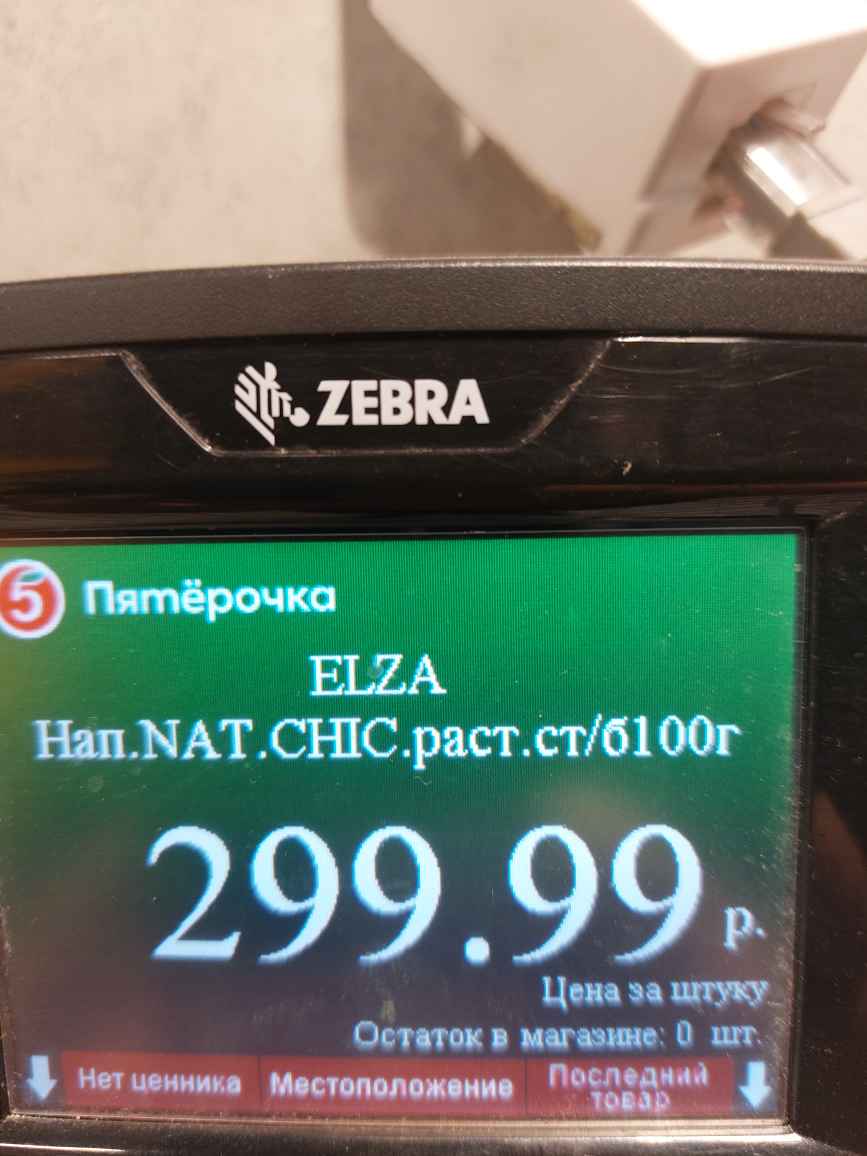 ZEBRA
5 Пятёрочка
ELZA
Нап.NAT.CHIC.раст.ст/б100г
299.99 р.
Цена за штуку
Остаток в магазине: 0 шт.
Нет ценника Местоположение Последний
товар